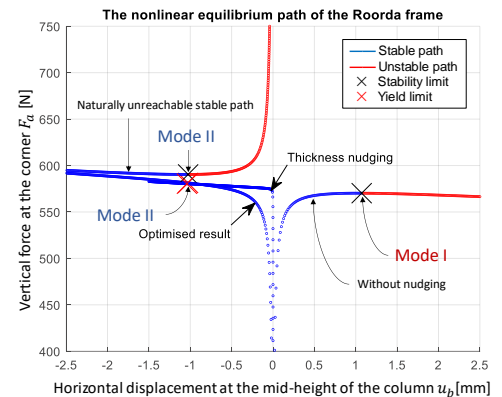 The nonlinear equilibrium path of the Roorda frame
Vertical force at the corner F_a [N]
750
700
650
600
550
500
450
400
Stable path
Unstable path
Stability limit
Yield limit
Naturally unreachable stable path
Mode II
Thickness nudging
Mode II
Optimised result
Mode I
Without nudging
-2.5 -2 -1.5 -1 -0.5 0 0.5 1 1.5 2 2.5
Horizontal displacement at the mid-height of the column u_b [mm]